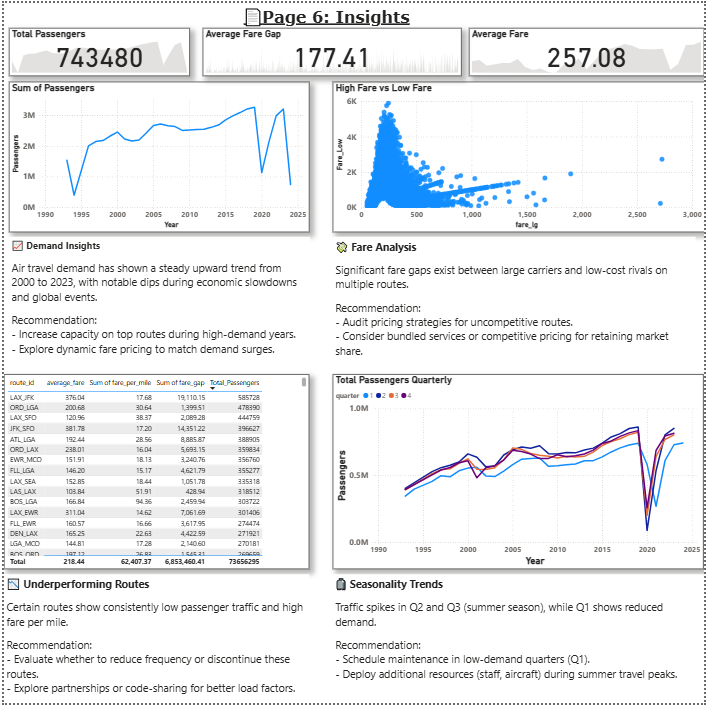 Page 6: Insights
Total Passengers
743480
Average Fare Gap
177.41
Average Fare
257.08
Sum of Passengers
Passengers
3M
2M
1M
0M
1990 1995 2000 2005 2010 2015 2020 2025
Year
High Fare vs Low Fare
Fare_Low
6K
4K
2K
0K
0 500 1,000 1,500 2,000 2,500 3,000
fare_lg
Demand Insights
Air travel demand has shown a steady upward trend from
2000 to 2023, with notable dips during economic slowdowns
and global events.
Recommendation:
- Increase capacity on top routes during high-demand years.
- Explore dynamic fare pricing to match demand surges.
Fare Analysis
Significant fare gaps exist between large carriers and low-cost rivals on
multiple routes.
Recommendation:
- Audit pricing strategies for uncompetitive routes.
- Consider bundled services or competitive pricing for retaining market
share.
route_id average_fare Sum of fare_per_mile Sum of fare_gap Total_Passengers
LAX_JFK 376.04 17.68 19,110.15 585728
ORD_LGA 200.68 30.64 1,399.51 478390
LAX_SFO 120.96 38.37 2,089.28 444759
JFK_SFO 381.78 17.20 14,351.22 396627
ATL_LGA 192.44 28.56 8,885.87 388905
ORD_LAX 238.01 16.04 5,693.15 359834
EWR_MCO 151.91 18.13 3,240.76 356760
FLL_LGA 146.20 15.17 4,621.79 355277
LAX_SEA 152.85 18.44 1,051.78 335318
LAS_LAX 103.84 51.91 428.94 318512
BOS_LGA 166.84 94.36 2,459.94 303722
LAX_EWR 311.04 14.62 7,061.69 301406
FLL_EWR 160.57 16.66 3,617.95 274474
DEN_LAX 165.25 22.63 4,422.59 271921
LGA_MCO 144.81 17.28 2,140.60 270181
BOS_ORD 197.12 26.83 1,545.31 269659
Total 218.44 62,407.37 6,853,460.41 73656295
Total Passengers Quarterly
quarter 1 2 3 4
Passengers
1.0M
0.5M
0.0M
1990 1995 2000 2005 2010 2015 2020 2025
Year
Underperforming Routes
Certain routes show consistently low passenger traffic and high
fare per mile.
Recommendation:
- Evaluate whether to reduce frequency or discontinue these
routes.
- Explore partnerships or code-sharing for better load factors.
Seasonality Trends
Traffic spikes in Q2 and Q3 (summer season), while Q1 shows reduced
demand.
Recommendation:
- Schedule maintenance in low-demand quarters (Q1).
- Deploy additional resources (staff, aircraft) during summer travel peaks.